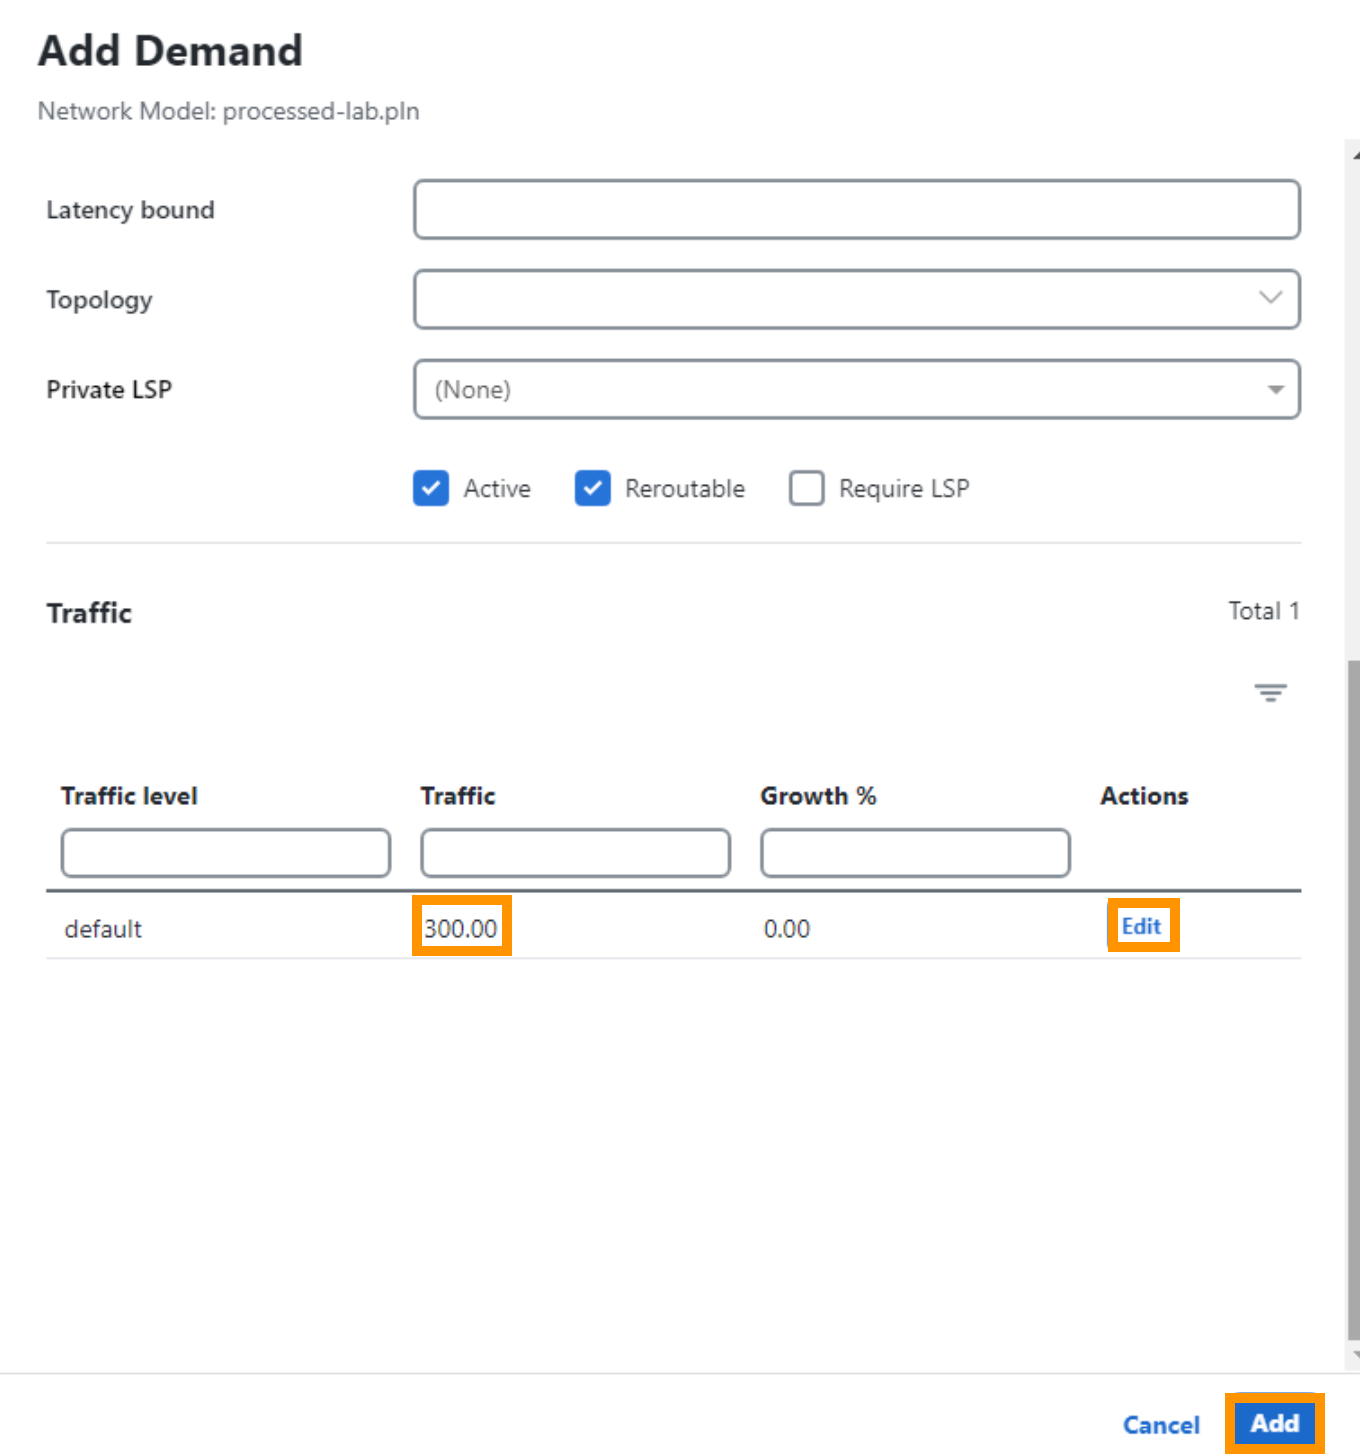 Add Demand
Network Model: processed-lab.pln
Latency bound
Topology
Private LSP (None)
Active Reroutable Require LSP
Traffic Total 1
Traffic level Traffic Growth % Actions
default 300.00 0.00 Edit
Cancel Add